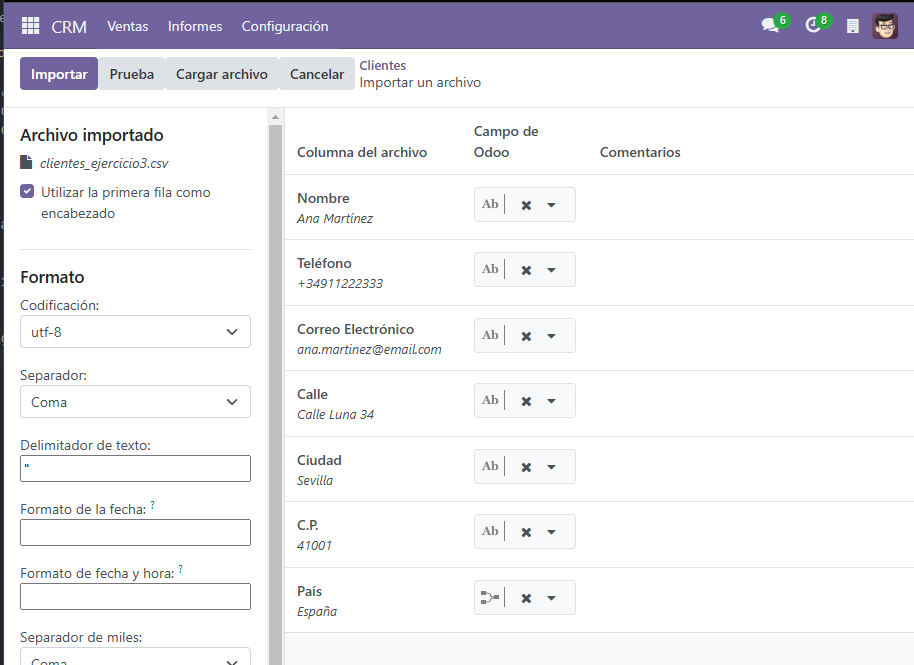 CRM Ventas Informes Configuración 6 8
Importar Prueba Cargar archivo Cancelar
Clientes
Importar un archivo
Archivo importado
clientes_ejercicio3.csv
Utilizar la primera fila como
encabezado
Formato
Codificación:
utf-8
Separador:
Coma
Delimitador de texto:
"
Formato de la fecha: ?
Formato de fecha y hora: ?
Separador de miles:
Coma
Columna del archivo
Campo de
Odoo
Comentarios
Nombre
Ana Martínez
Ab
Teléfono
+34911222333
Ab
Correo Electrónico
ana.martinez@email.com
Ab
Calle
Calle Luna 34
Ab
Ciudad
Sevilla
Ab
C.P.
41001
Ab
País
España